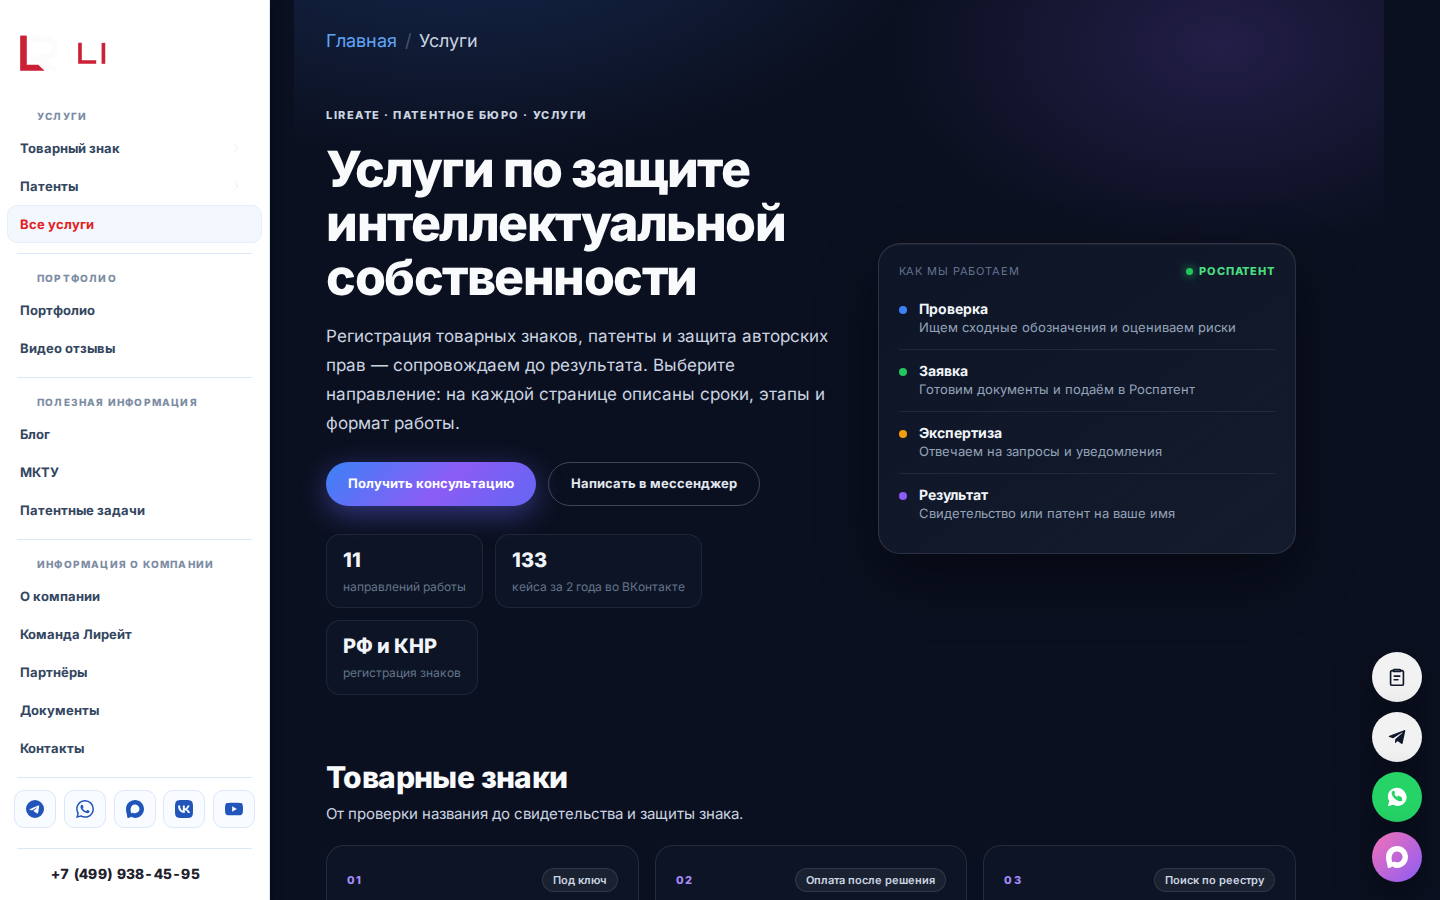 LI
УСЛУГИ
Товарный знак
Патенты
Все услуги
ПОРТФОЛИО
Портфолио
Видео отзывы
ПОЛЕЗНАЯ ИНФОРМАЦИЯ
Блог
МКТУ
Патентные задачи
ИНФОРМАЦИЯ О КОМПАНИИ
О компании
Команда Лирейт
Партнёры
Документы
Контакты
+7 (499) 938-45-95
Главная / Услуги
LIREATE · ПАТЕНТНОЕ БЮРО · УСЛУГИ
Услуги по защите
интеллектуальной
собственности
Регистрация товарных знаков, патенты и защита авторских
прав — сопровождаем до результата. Выберите
направление: на каждой странице описаны сроки, этапы и
формат работы.
Получить консультацию
Написать в мессенджер
11
направлений работы
133
кейса за 2 года во ВКонтакте
РФ и КНР
регистрация знаков
КАК МЫ РАБОТАЕМ
РОСПАТЕНТ
Проверка
Ищем сходные обозначения и оцениваем риски
Заявка
Готовим документы и подаём в Роспатент
Экспертиза
Отвечаем на запросы и уведомления
Результат
Свидетельство или патент на ваше имя
Товарные знаки
От проверки названия до свидетельства и защиты знака.
01
Под ключ
02
Оплата после решения
03
Поиск по реестру